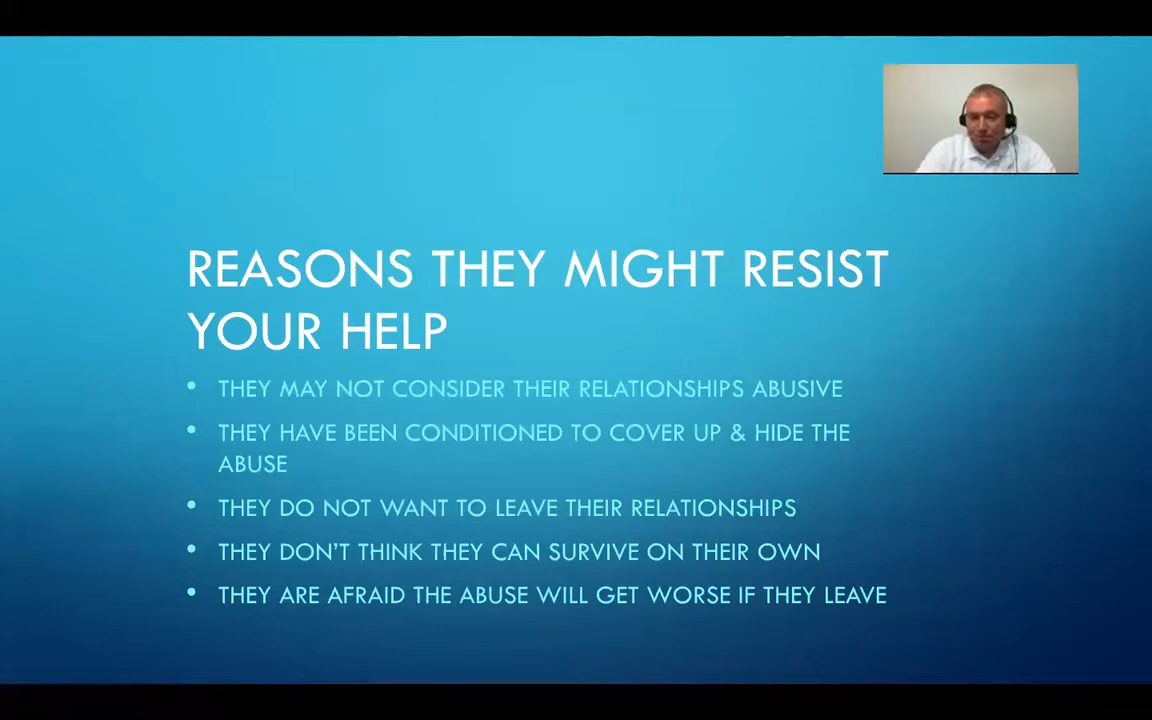 REASONS THEY MIGHT RESIST
YOUR HELP
• THEY MAY NOT CONSIDER THEIR RELATIONSHIPS ABUSIVE
• THEY HAVE BEEN CONDITIONED TO COVER UP & HIDE THE
ABUSE
• THEY DO NOT WANT TO LEAVE THEIR RELATIONSHIPS
• THEY DON'T THINK THEY CAN SURVIVE ON THEIR OWN
• THEY ARE AFRAID THE ABUSE WILL GET WORSE IF THEY LEAVE